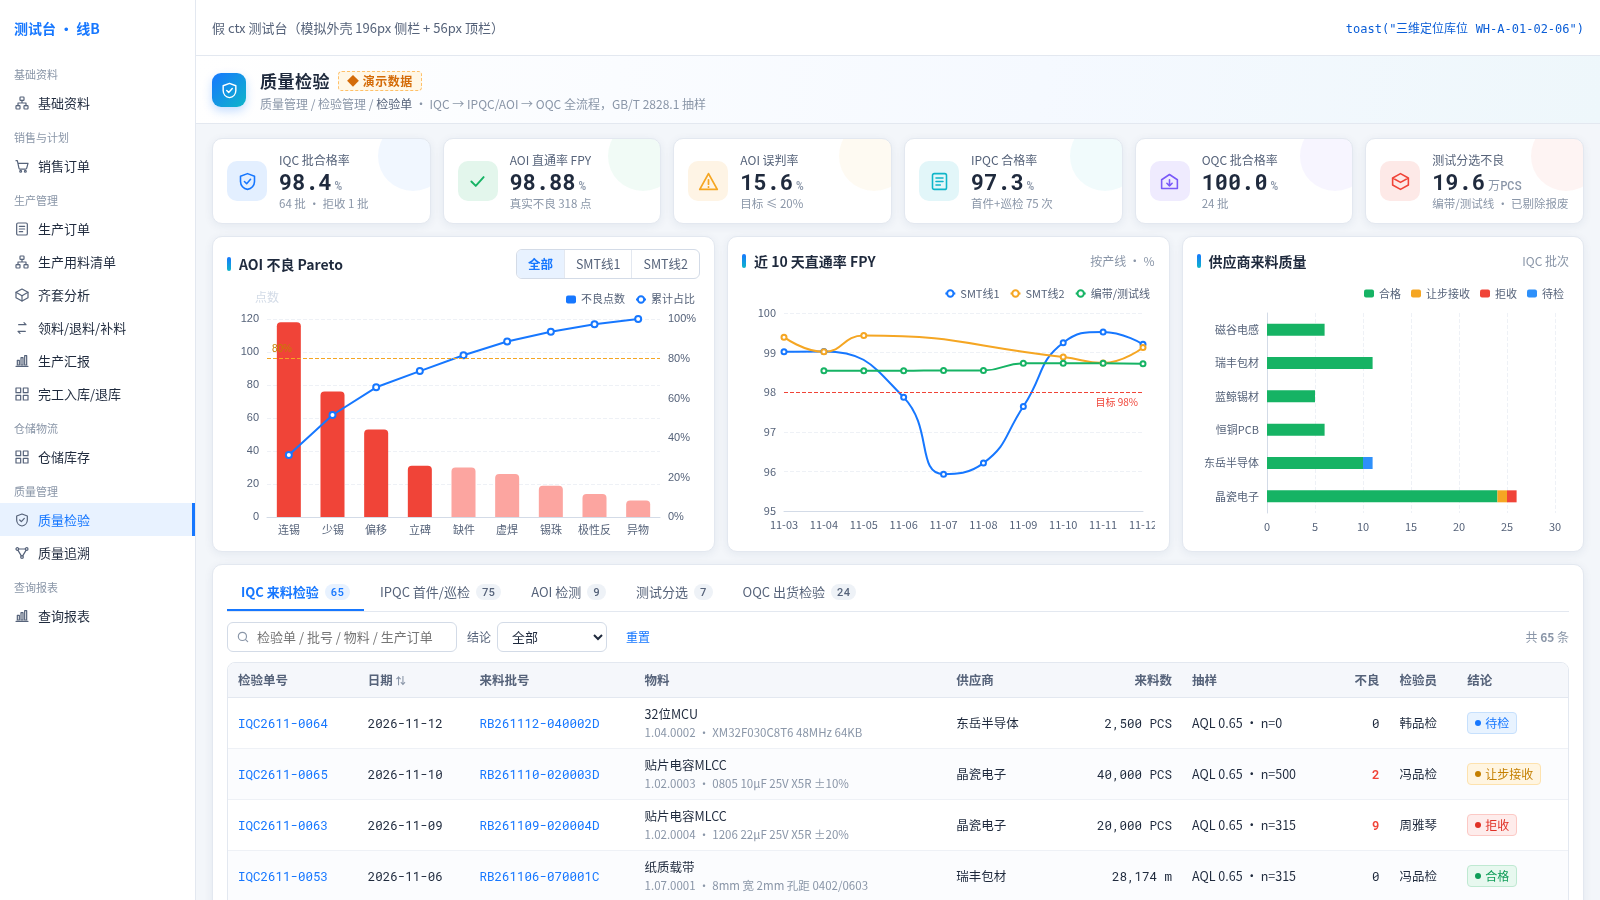 测试台 · 线B
假 ctx 测试台（模拟外壳 196px 侧栏 + 56px 顶栏）
toast("三维定位库位 WH-A-01-02-06")
基础资料
基础资料
销售与计划
销售订单
生产管理
生产订单
生产用料清单
齐套分析
领料/退料/补料
生产汇报
完工入库/退库
仓储物流
仓储库存
质量管理
质量检验
质量追溯
查询报表
查询报表
质量检验
◆ 演示数据
质量管理 / 检验管理 / 检验单 · IQC → IPQC/AOI → OQC 全流程，GB/T 2828.1 抽样
IQC 批合格率
98.4 %
64 批 · 拒收 1 批
AOI 直通率 FPY
98.88 %
真实不良 318 点
AOI 误判率
15.6 %
目标 ≤ 20%
IPQC 合格率
97.3 %
首件+巡检 75 次
OQC 批合格率
100.0 %
24 批
测试分选不良
19.6 万PCS
编带/测试线 · 已剔除报废
AOI 不良 Pareto
全部 SMT线1 SMT线2
点数
不良点数 累计占比
120
100
80
60
40
20
0
80%
100%
80%
60%
40%
20%
0%
连锡 少锡 偏移 立碑 缺件 虚焊 锡珠 极性反 异物
近 10 天直通率 FPY
按产线 · %
SMT线1 SMT线2 编带/测试线
100
99
98
97
96
95
目标 98%
11-03 11-04 11-05 11-06 11-07 11-08 11-09 11-10 11-11 11-12
供应商来料质量
IQC 批次
合格 让步接收 拒收 待检
磁谷电感
瑞丰包材
蓝鲸锡材
恒铜PCB
东岳半导体
晶瓷电子
0 5 10 15 20 25 30
IQC 来料检验 65 IPQC 首件/巡检 75 AOI 检测 9 测试分选 7 OQC 出货检验 24
检验单 / 批号 / 物料 / 生产订单
结论 全部 重置
共 65 条
检验单号 日期 ⇅ 来料批号 物料 供应商 来料数 抽样 不良 检验员 结论
IQC2611-0064 2026-11-12 RB261112-040002D 32位MCU 东岳半导体 2,500 PCS AQL 0.65 · n=0 0 韩品检 待检
1.04.0002 · XM32F030C8T6 48MHz 64KB
IQC2611-0065 2026-11-10 RB261110-020003D 贴片电容MLCC 晶瓷电子 40,000 PCS AQL 0.65 · n=500 2 冯品检 让步接收
1.02.0003 · 0805 10μF 25V X5R ±10%
IQC2611-0063 2026-11-09 RB261109-020004D 贴片电容MLCC 晶瓷电子 20,000 PCS AQL 0.65 · n=315 9 周雅琴 拒收
1.02.0004 · 1206 22μF 25V X5R ±20%
IQC2611-0053 2026-11-06 RB261106-070001C 纸质载带 瑞丰包材 28,174 m AQL 0.65 · n=315 0 冯品检 合格
1.07.0001 · 8mm 宽 2mm 孔距 0402/0603